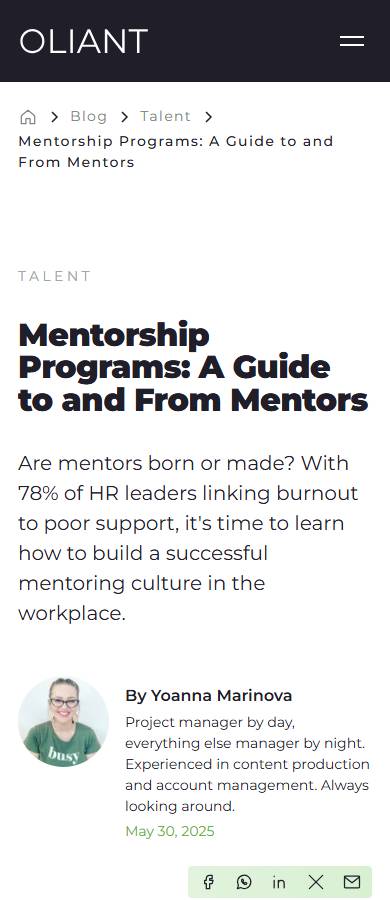 OLIANT
Blog
Talent
Mentorship Programs: A Guide to and
From Mentors
TALENT
Mentorship
Programs: A Guide
to and From Mentors
Are mentors born or made? With
78% of HR leaders linking burnout
to poor support, it's time to learn
how to build a successful
mentoring culture in the
workplace.
busy
By Yoanna Marinova
Project manager by day,
everything else manager by night.
Experienced in content production
and account management. Always
looking around.
May 30, 2025